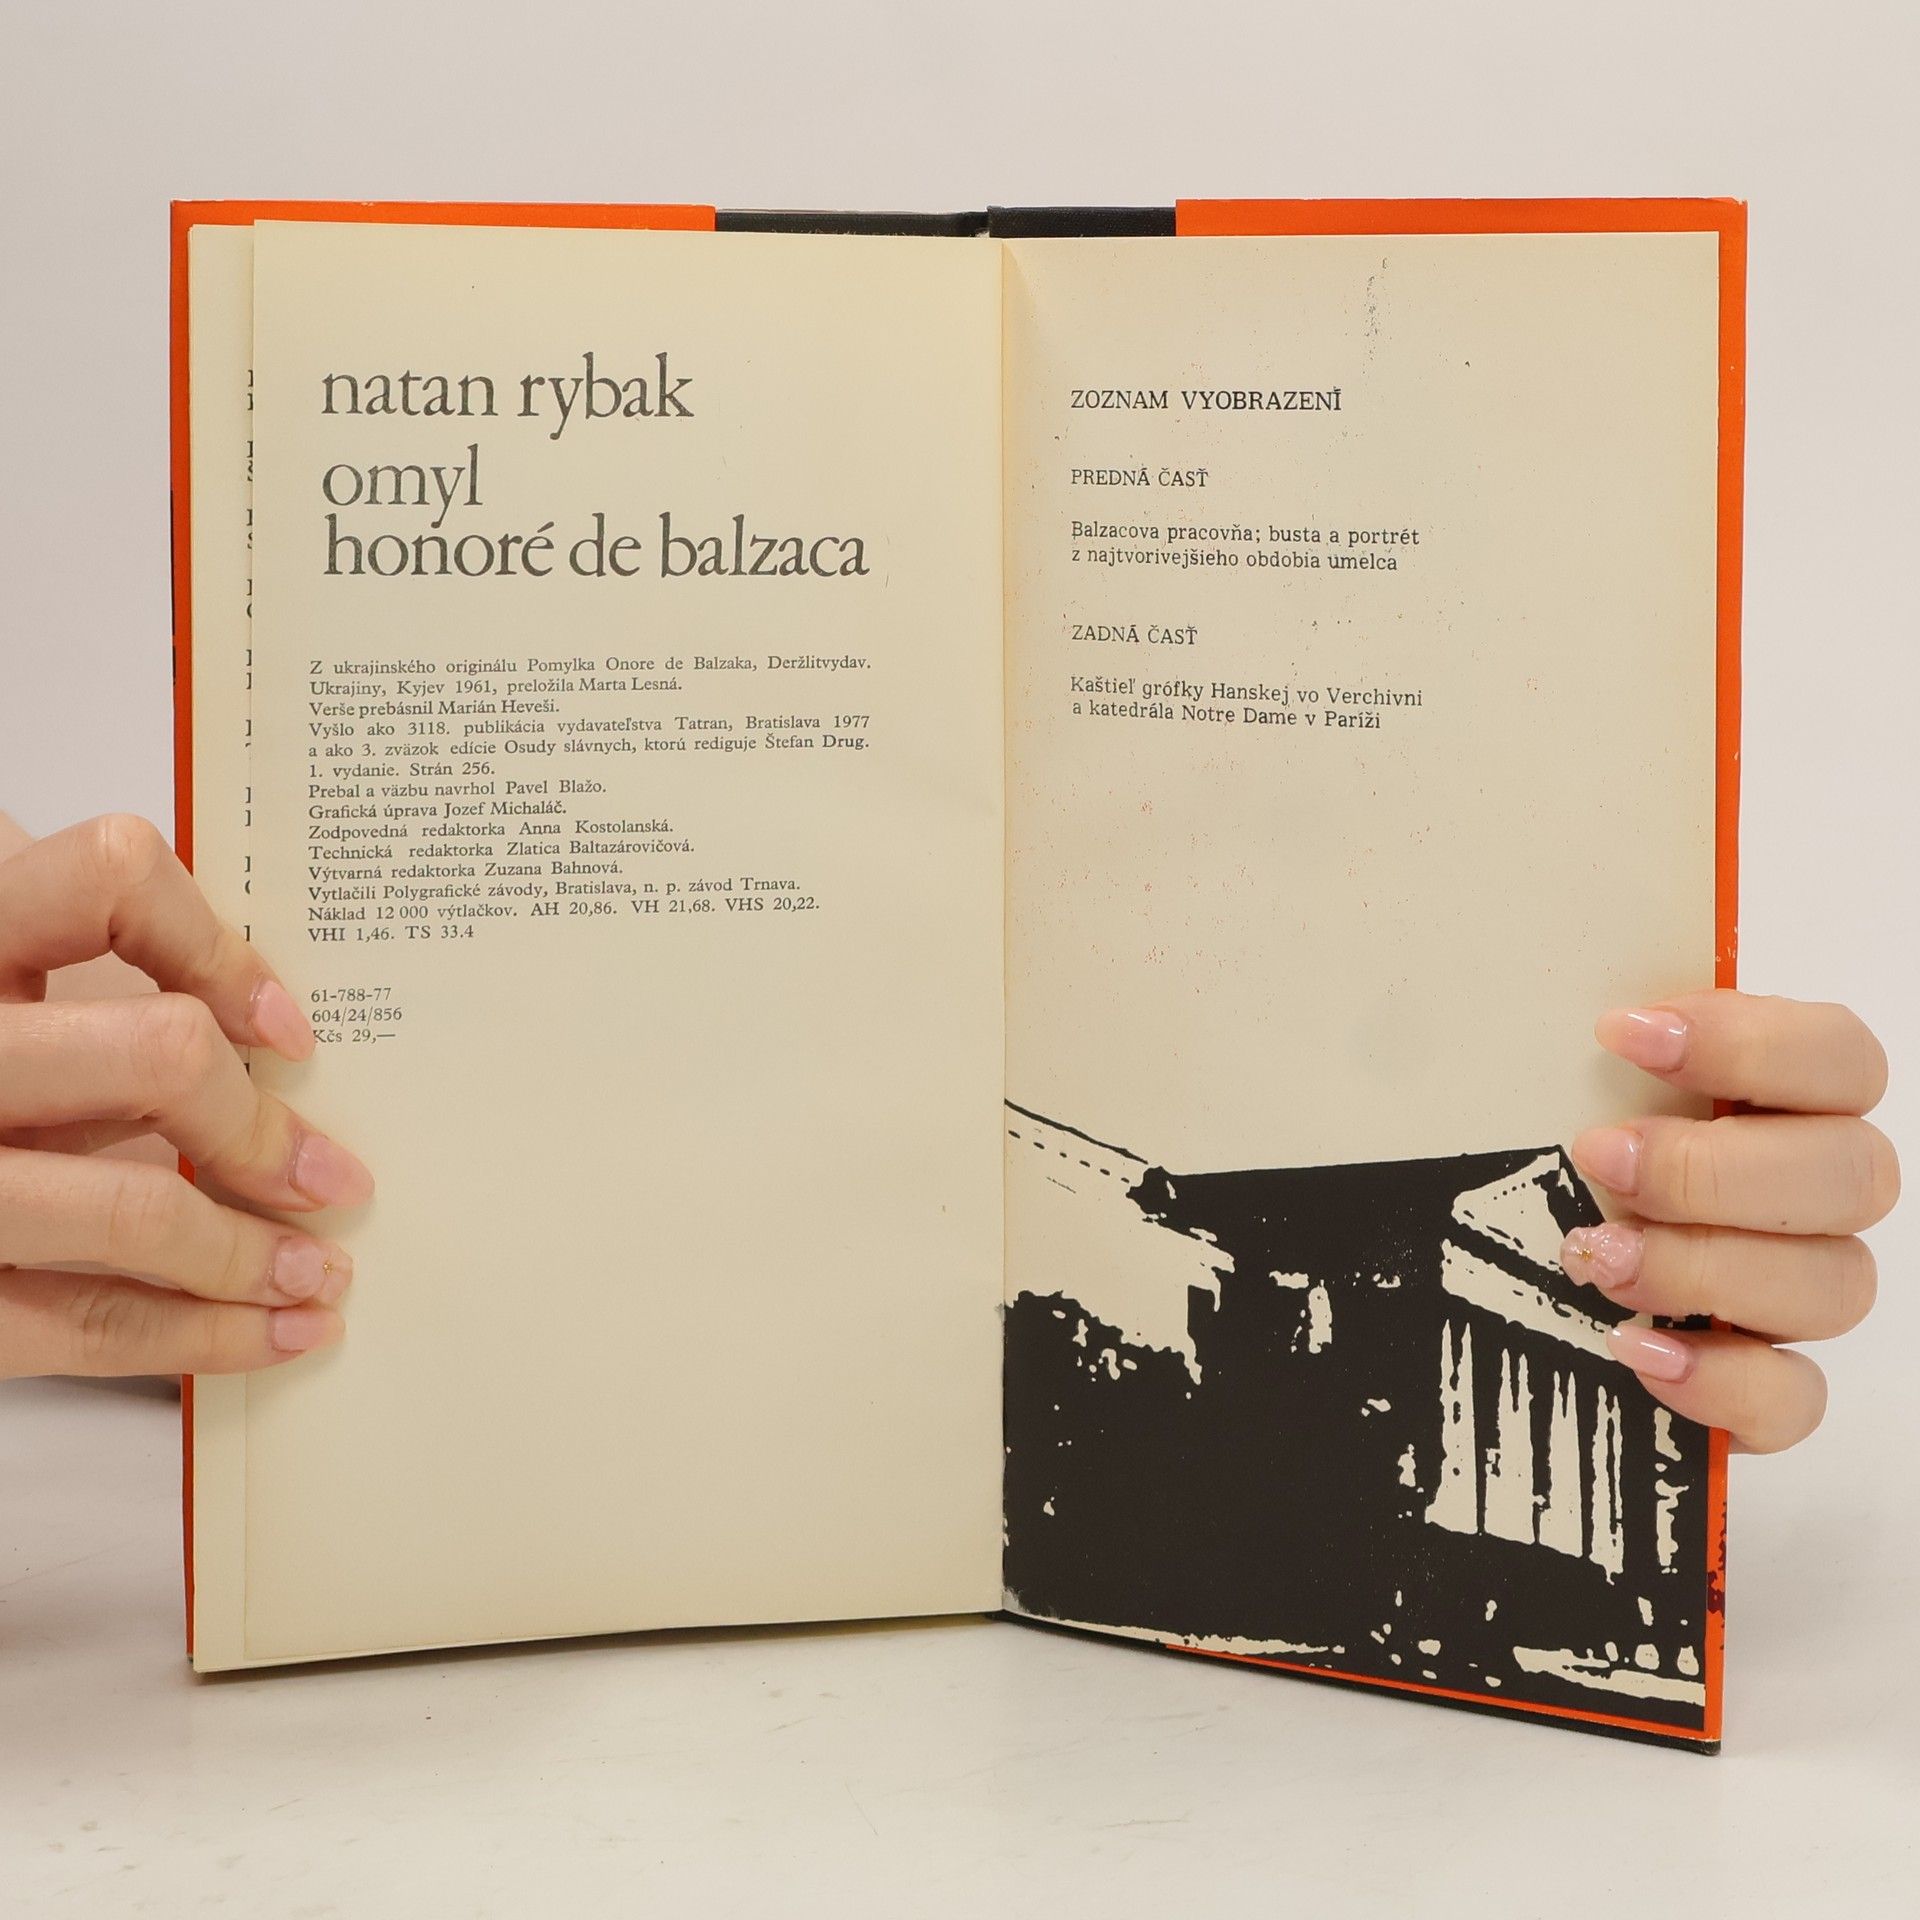 natan rybak
omyl
honoré de balzaca
Z ukrajinského originálu Pomylka Onore de Balzaka, Deržlitvydav.
Ukrajiny, Kyjev 1961, preložila Marta Lesná.
Verše prebásnil Marián Heveši.
Vyšlo ako 3118. publikácia vydavateľstva Tatran, Bratislava 1977
a ako 3. zväzok edície Osudy slávnych, ktorú rediguje Štefan Drug.
1. vydanie. Strán 256.
Prebal a väzbu navrhol Pavel Blažo.
Grafická úprava Jozef Michaláč.
Zodpovedná redaktorka Anna Kostolanská.
Technická redaktorka Zlatica Baltazárovičová.
Výtvarná redaktorka Zuzana Bahnová.
Vytlačili Polygrafické závody, Bratislava, n. p. závod Trnava.
Náklad 12 000 výtlačkov. AH 20,86. VH 21,68. VHS 20,22.
VHI 1,46. TS 33.4
61-788-77
604/24/856
Kčs 29,—
ZOZNAM VYOBRAZENÍ
PREDNÁ ČASŤ
Balzacova pracovňa; busta a portrét
z najtvorivejšieho obdobia umelca
ZADNÁ ČASŤ
Kaštieľ grófky Hanskej vo Verchivni
a katedrála Notre Dame v Paríži